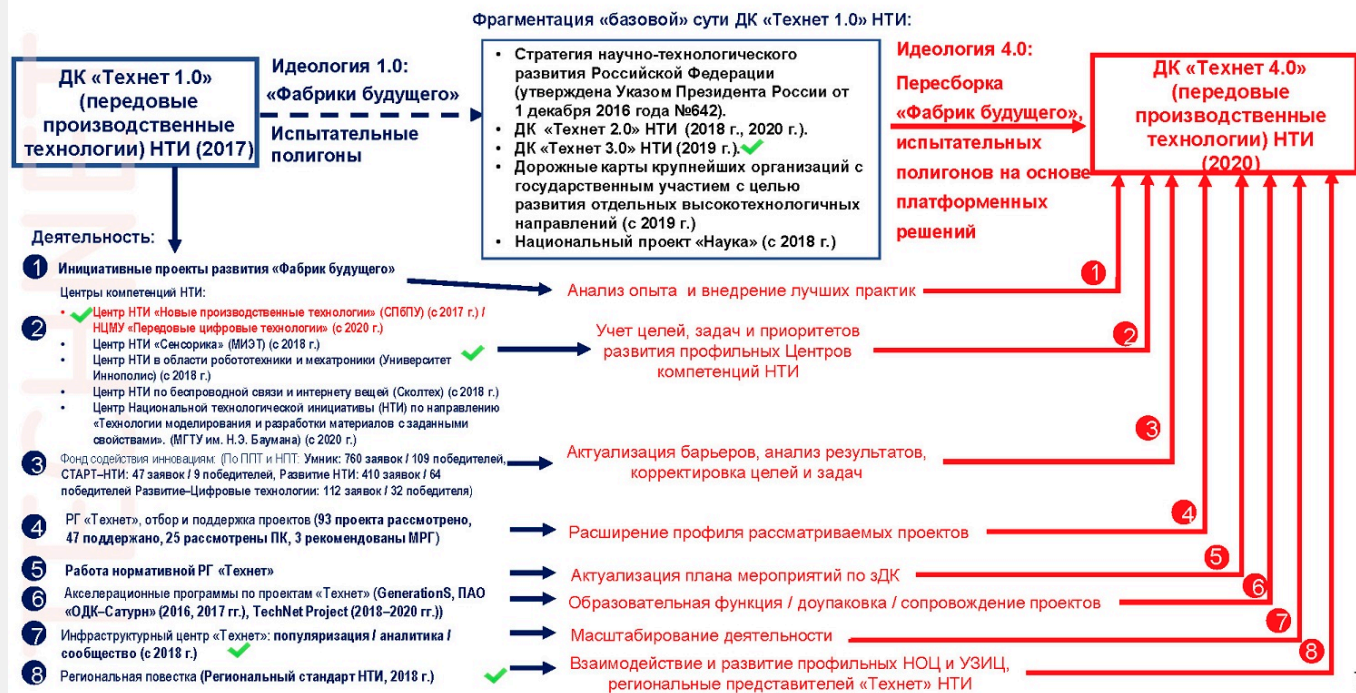 Фрагментация «базовой» сути ДК «Технет 1.0» НТИ:
ДК «Технет 1.0»
(передовые
производственные
технологии) НТИ (2017)
Идеология 1.0:
«Фабрики будущего»
Испытательные
полигоны
• Стратегия научно-технологического
развития Российской Федерации
(утверждена Указом Президента России от
1 декабря 2016 года №642).
• ДК «Технет 2.0» НТИ (2018 г., 2020 г.).
• ДК «Технет 3.0» НТИ (2019 г.).
• Дорожные карты крупнейших организаций с
государственным участием с целью
развития отдельных высокотехнологичных
направлений (с 2019 г.)
• Национальный проект «Наука» (с 2018 г.)
Идеология 4.0:
Пересборка
«Фабрик будущего»,
испытательных
полигонов на основе
платформенных
решений
ДК «Технет 4.0»
(передовые
производственные
технологии) НТИ
(2020)
TECHNET
Деятельность:
1 Инициативные проекты развития «Фабрик будущего»
Анализ опыта и внедрение лучших практик
1
2
Центры компетенций НТИ:
• Центр НТИ «Новые производственные технологии» (СПбПУ) (с 2017 г.) /
НЦМУ «Передовые цифровые технологии» (с 2020 г.)
• Центр НТИ «Сенсорика» (МИЭТ) (с 2018 г.)
• Центр НТИ в области робототехники и мехатроники (Университет
Иннополис) (с 2018 г.)
• Центр НТИ по беспроводной связи и интернету вещей (Сколтех) (с 2018 г.)
• Центр Национальной технологической инициативы (НТИ) по направлению
«Технологии моделирования и разработки материалов с заданными
свойствами». (МГТУ им. Н.Э. Баумана) (с 2020 г.)
Учет целей, задач и приоритетов
развития профильных Центров
компетенций НТИ
2
3
Фонд содействия инновациям: (По ППТ и НПТ: Умник: 760 заявок / 109 победителей,
СТАРТ–НТИ: 47 заявок / 9 победителей, Развитие НТИ: 410 заявок / 64
победителей Развитие–Цифровые технологии: 112 заявок / 32 победителя)
Актуализация барьеров, анализ результатов,
корректировка целей и задач
3
4
РГ «Технет», отбор и поддержка проектов (93 проекта рассмотрено,
47 поддержано, 25 рассмотрены ПК, 3 рекомендованы МРГ)
Расширение профиля рассматриваемых проектов
4
5 Работа нормативной РГ «Технет»
Актуализация плана мероприятий по зДК
5
6
Акселерационные программы по проектам «Технет» (GenerationS, ПАО
«ОДК–Сатурн» (2016, 2017 гг.), TechNet Project (2018–2020 гг.))
Образовательная функция / доупаковка / сопровождение проектов
6
7
Инфраструктурный центр «Технет»: популяризация / аналитика /
сообщество (с 2018 г.)
Масштабирование деятельности
7
8 Региональная повестка (Региональный стандарт НТИ, 2018 г.)
Взаимодействие и развитие профильных НОЦ и УЗИЦ,
региональные представителей «Технет» НТИ
8